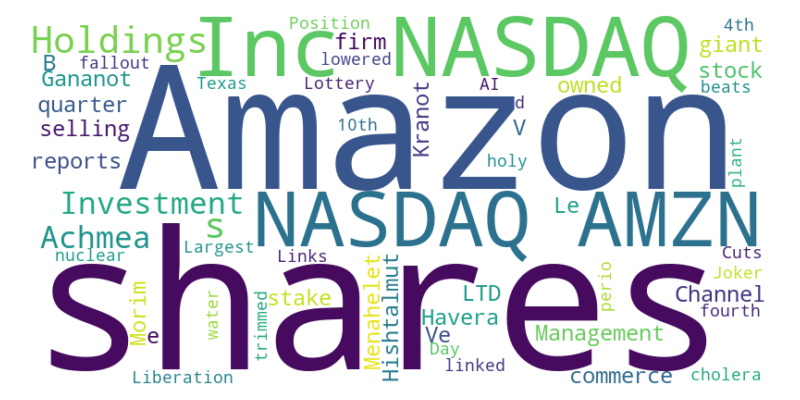 Position
4th
Holdings
Inc
NASDAQ
firm
giant
B
fallout
lowered
Gananot
Texas
Lottery
AI
owned
stock
beats
Amazon
quarter
selling
10th
Kranot
d
V
reports
holy
plant
Investment
NASDAQ
Le
AMZN
Achmea
s
nuclear
Largest
Links
Cuts
shares
Morim
e
water
trimmed
stake
Menahelet
Hishtalmut
LTD
Havera
Ve
Day
linked
perio
Joker
Channel
fourth
Management
Liberation
commerce
cholera